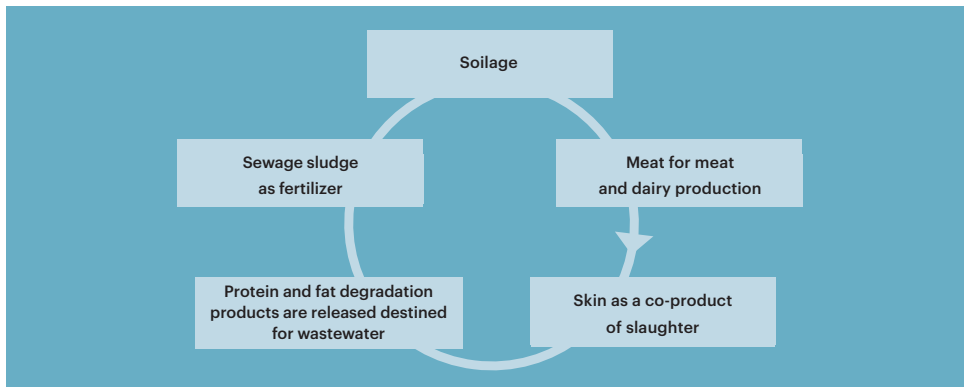 Soilage
Sewage sludge
as fertilizer
Meat for meat
and dairy production
Protein and fat degradation
products are released destined
for wastewater
Skin as a co-product
of slaughter